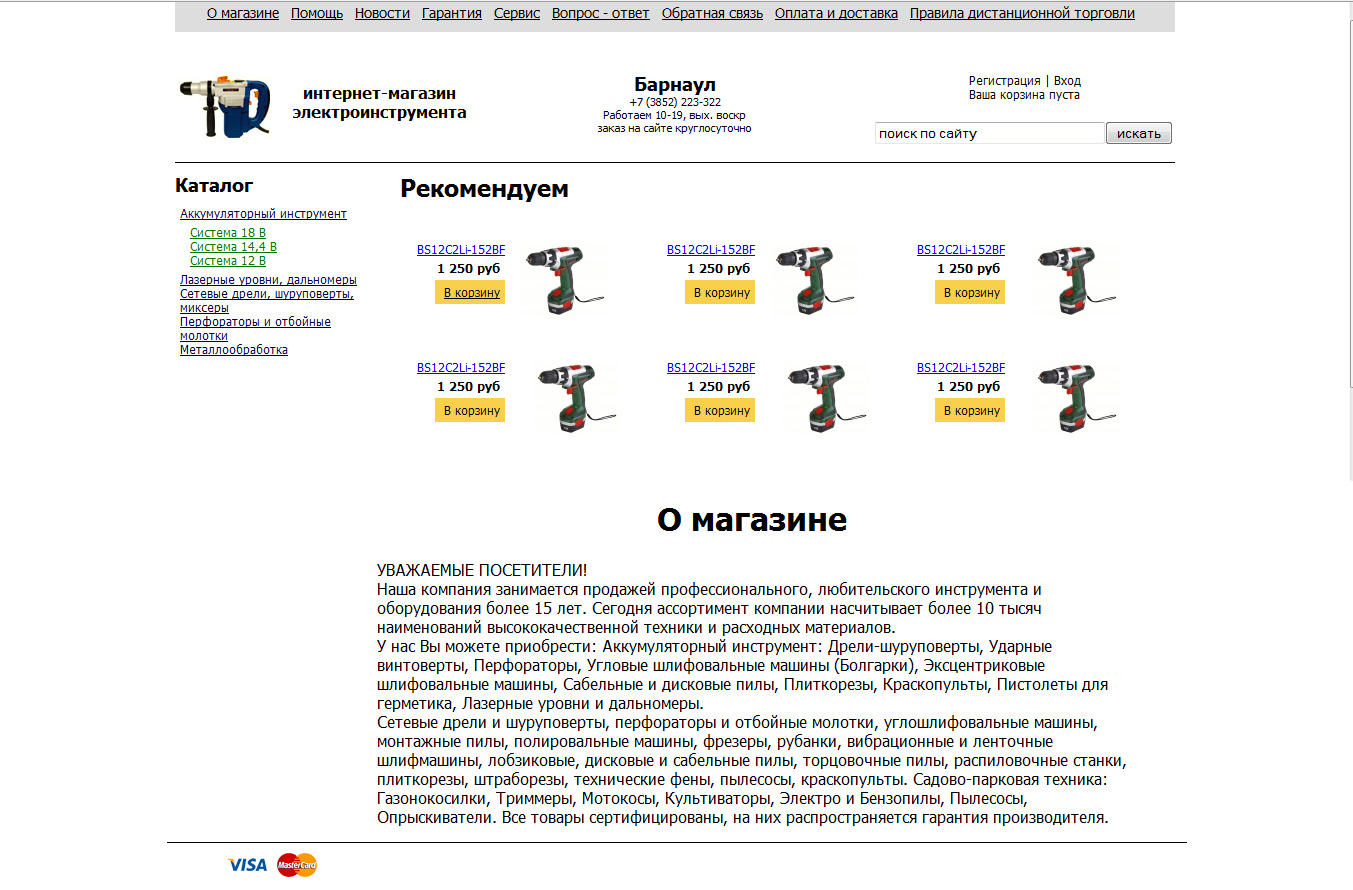 О магазине Помощь Новости Гарантия Сервис Вопрос - ответ Обратная связь Оплата и доставка Правила дистанционной торговли
интернет-магазин
электроинструмента
Барнаул
+7 (3852) 223-322
Работаем 10-19, вых. воскр
заказ на сайте круглосуточно
Регистрация | Вход
Ваша корзина пуста
поиск по сайту искать
Каталог
Аккумуляторный инструмент
Система 18 В
Система 14,4 В
Система 12 В
Лазерные уровни, дальномеры
Сетевые дрели, шуруповерты,
миксеры
Перфораторы и отбойные
молотки
Металлообработка
Рекомендуем
BS12C2Li-152BF BS12C2Li-152BF BS12C2Li-152BF
1 250 руб 1 250 руб 1 250 руб
В корзину В корзину В корзину
BS12C2Li-152BF BS12C2Li-152BF BS12C2Li-152BF
1 250 руб 1 250 руб 1 250 руб
В корзину В корзину В корзину
О магазине
УВАЖАЕМЫЕ ПОСЕТИТЕЛИ!
Наша компания занимается продажей профессионального, любительского инструмента и
оборудования более 15 лет. Сегодня ассортимент компании насчитывает более 10 тысяч
наименований высококачественной техники и расходных материалов.
У нас Вы можете приобрести: Аккумуляторный инструмент: Дрели-шуруповерты, Ударные
винтоверты, Перфораторы, Угловые шлифовальные машины (Болгарки), Эксцентриковые
шлифовальные машины, Сабельные и дисковые пилы, Плиткорезы, Краскопульты, Пистолеты для
герметика, Лазерные уровни и дальномеры.
Сетевые дрели и шуруповерты, перфораторы и отбойные молотки, углошлифовальные машины,
монтажные пилы, полировальные машины, фрезеры, рубанки, вибрационные и ленточные
шлифмашины, лобзиковые, дисковые и сабельные пилы, торцовочные пилы, распиловочные станки,
плиткорезы, штраборезы, технические фены, пылесосы, краскопульты. Садово-парковая техника:
Газонокосилки, Триммеры, Мотокосы, Культиваторы, Электро и Бензопилы, Пылесосы,
Опрыскиватели. Все товары сертифицированы, на них распространяется гарантия производителя.
VISA MasterCard